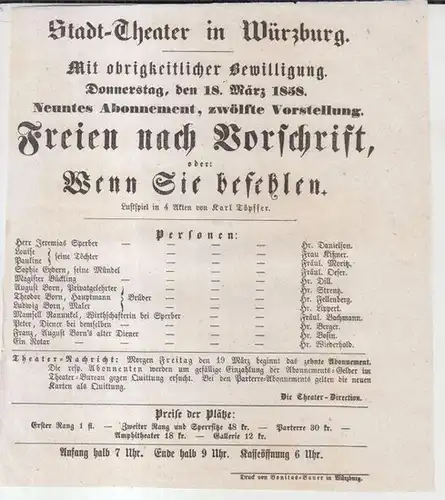 Stadt-Theater in Würzburg.
Mit obrigkeitlicher Bewilligung.
Donnerstag, den 18. März 1858.
Neuntes Abonnement, zwölfte Vorstellung.
Freien nach Vorschrift,
oder:
Wenn Sie befehlen.
Lustspiel in 4 Akten von Karl Töpffer.
Personen:
Herr Jeremias Sperber — — — — — Hr. Danielson.
Louise } seine Töchter — — — — — Frau Kißner.
Pauline } — — — — — Fräul. Moritz.
Sophie Eybern, seine Mündel — — — — Fräul. Oeser.
Magister Bückling — — — — — Hr. Dill.
August Born, Privatgelehrter } — — — — Hr. Strentz.
Theodor Born, Hauptmann } Brüder — — — — Hr. Fellenberg.
Ludwig Born, Maler } — — — — Hr. Lippert.
Mamsell Ranunkel, Wirthschafterin bei Sperber — — — Fräul. Bachmann.
Peter, Diener bei demselben — — — — Hr. Berger.
Franz, August Born's alter Diener — — — — Hr. Bosin.
Ein Notar — — — — — Hr. Wiederhold.
Theater-Nachricht: Morgen Freitag den 19 März beginnt das zehnte Abonnement.
Die resp. Abonnenten werden um gefällige Einzahlung der Abonnements-Gelder im
Theater-Bureau gegen Quittung ersucht. Bei den Parterre-Abonnements gelten die neuen
Karten als Quittung.
Die Theater-Direction.
Preise der Plätze:
Erster Rang 1 fl. — Zweiter Rang und Sperrsitze 48 kr. — Parterre 30 kr. —
Amphitheater 18 kr. — Gallerie 12 kr.
Anfang halb 7 Uhr. Ende halb 9 Uhr. Kasseöffnung 6 Uhr.
Druck von Bonitas-Bauer in Würzburg.